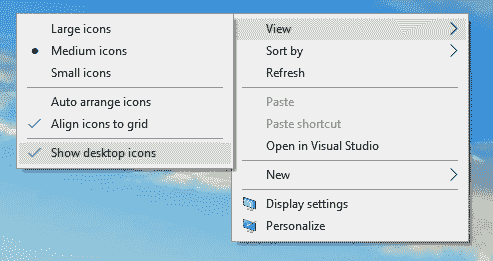 Large icons
Medium icons
Small icons
Auto arrange icons
Align icons to grid
Show desktop icons
View
Sort by
Refresh
Paste
Paste shortcut
Open in Visual Studio
New
Display settings
Personalize